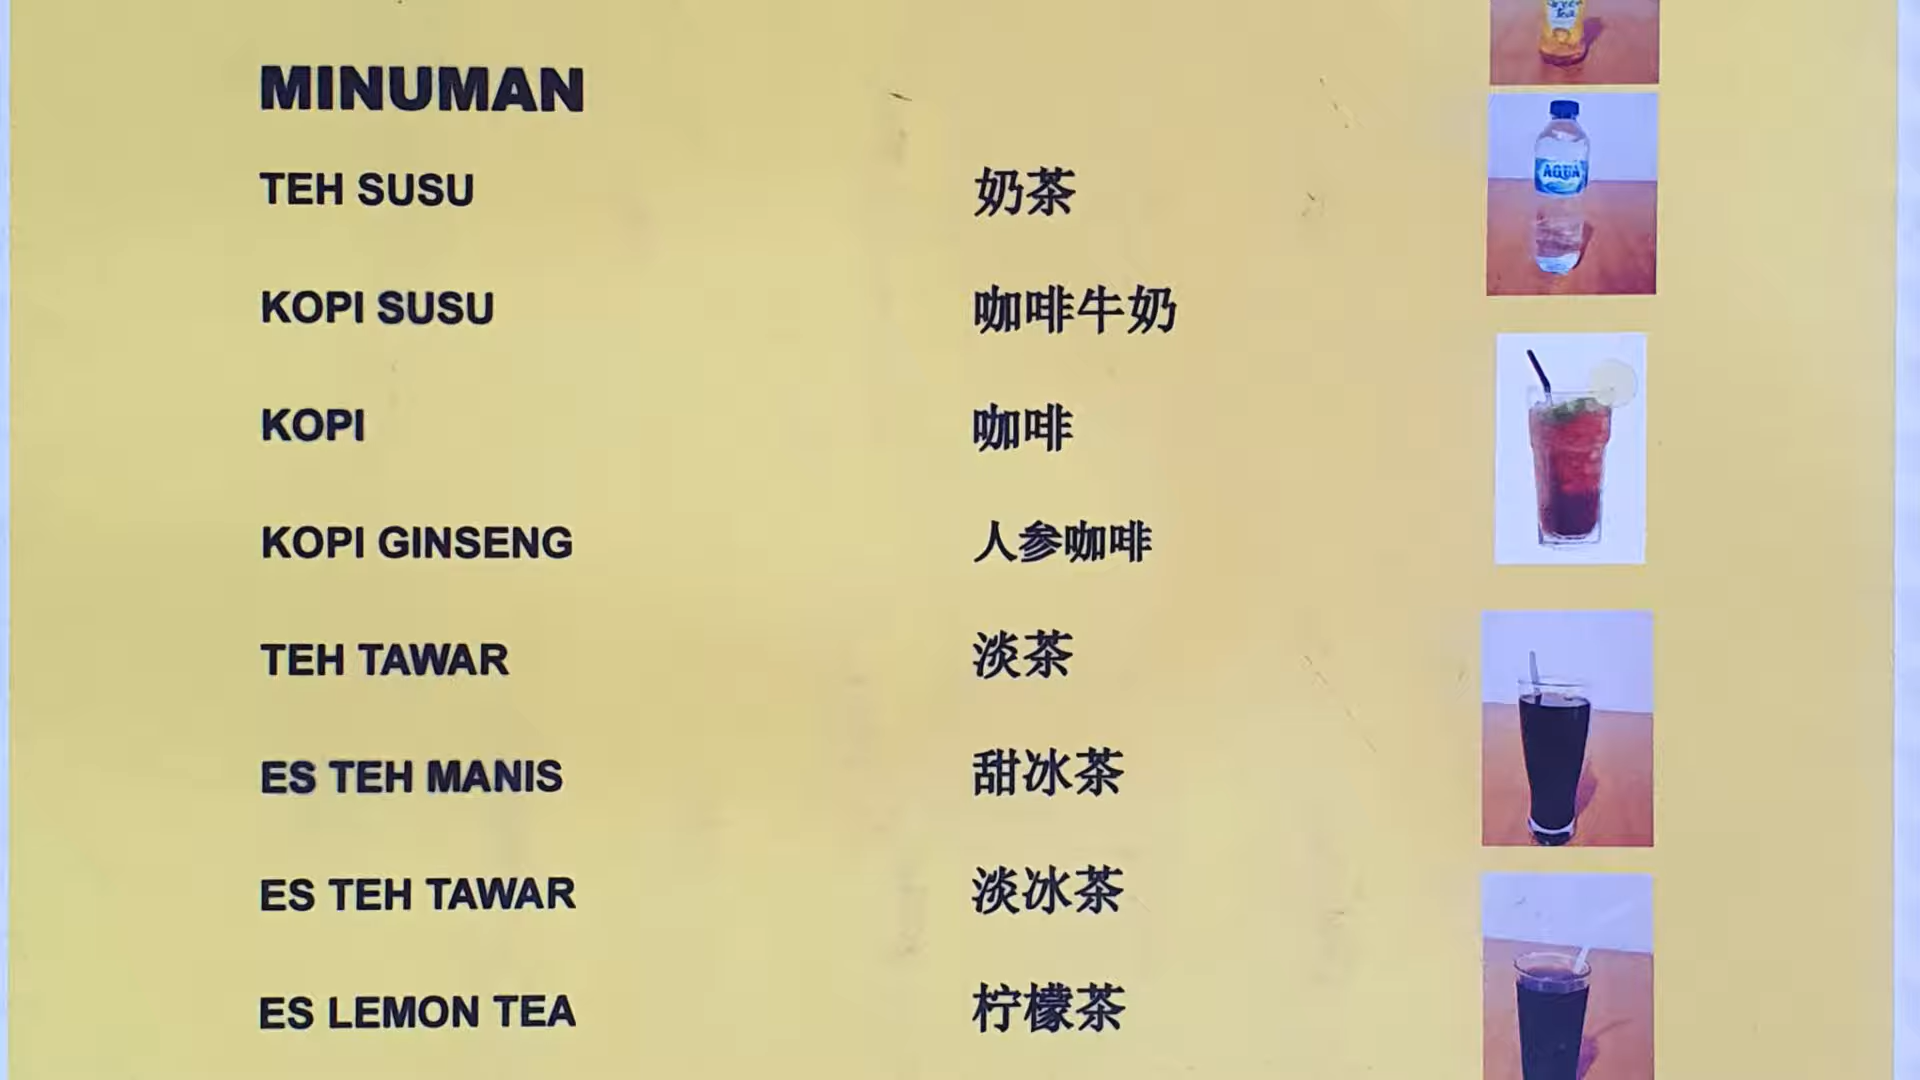 MINUMAN
TEH SUSU 奶茶
KOPI SUSU 咖啡牛奶
KOPI 咖啡
KOPI GINSENG 人参咖啡
TEH TAWAR 淡茶
ES TEH MANIS 甜冰茶
ES TEH TAWAR 淡冰茶
ES LEMON TEA 柠檬茶
Green
Tea
AQUA